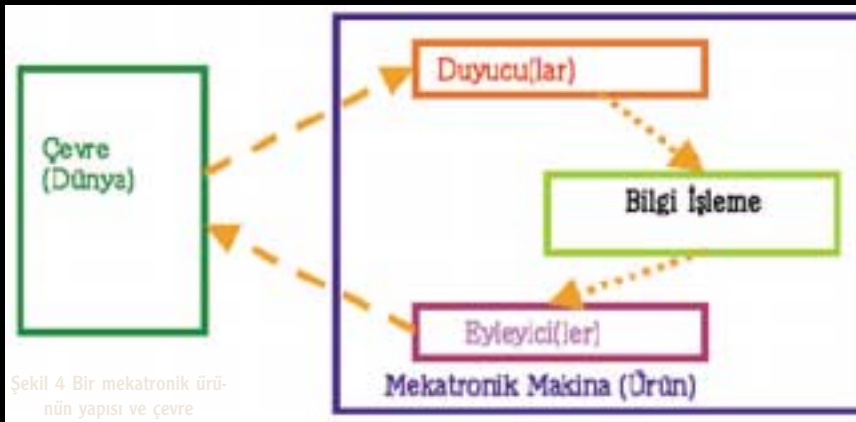 Çevre
(Dünya)
Duyucu(lar)
Bilgi İşleme
Eyleyici(ler)
Mekatronik Makina (Ürün)
Şekil 4 Bir mekatronik ürü-
nün yapısı ve çevre